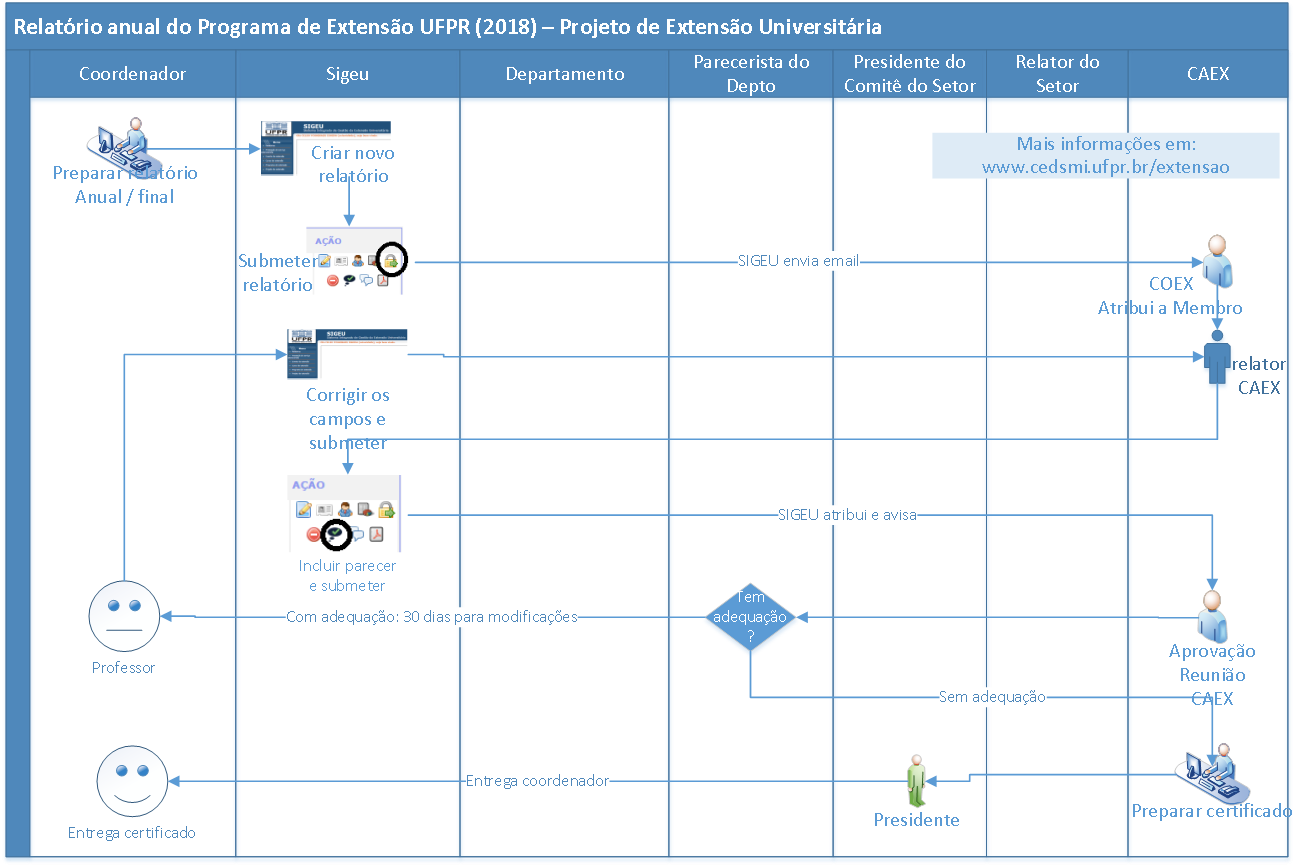 Relatório anual do Programa de Extensão UFPR (2018) – Projeto de Extensão Universitária
Coordenador
Sigeu
Departamento
Parecerista do
Depto
Presidente do
Comitê do Setor
Relator do
Setor
CAEX
Preparar relatório
Anual / final
UFPR
SIGEU
Criar novo
relatório
Mais informações em:
www.cedsmi.ufpr.br/extensao
AÇÃO
Submeter
relatório
SIGEU envia email
COEX
Atribui a Membro
UFPR
SIGEU
relator
CAEX
Corrigir os
campos e
submeter
AÇÃO
SIGEU atribui e avisa
Incluir parecer
e submeter
Tem
adequação
?
Com adequação: 30 dias para modificações
Professor
Aprovação
Reunião
CAEX
Sem adequação
Entrega coordenador
Presidente
Preparar certificado
Entrega certificado